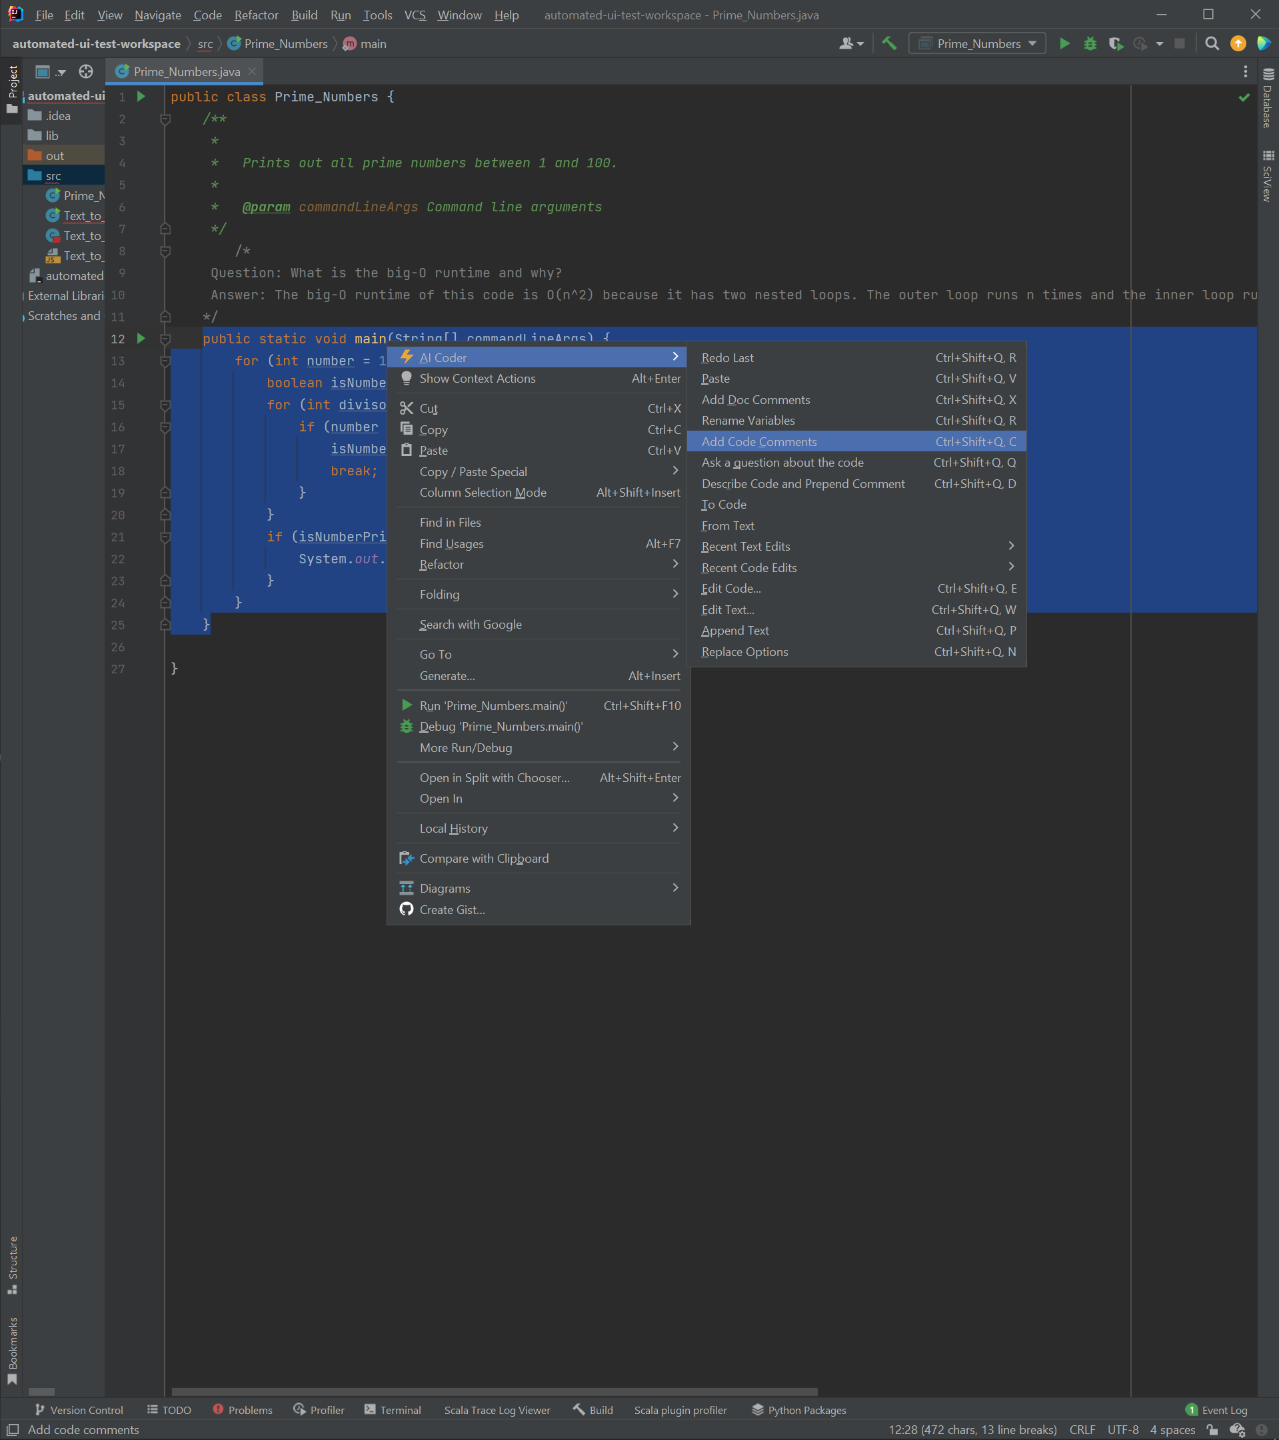 File Edit View Navigate Code Refactor Build Run Tools VCS Window Help automated-ui-test-workspace - Prime_Numbers.java
automated-ui-test-workspace src Prime_Numbers main Prime_Numbers
Project
Prime_Numbers.java
automated-ui
.idea
lib
out
src
Prime_N
Text_to_
Text_to_
Text_to_
automated
External Librari
Scratches and
1 public class Prime_Numbers {
2 /**
3 *
4 * Prints out all prime numbers between 1 and 100.
5 *
6 * @param commandLineArgs Command line arguments
7 */
8 /*
9 Question: What is the big-O runtime and why?
10 Answer: The big-O runtime of this code is O(n^2) because it has two nested loops. The outer loop runs n times and the inner loop ru
11 */
12 public static void main(String[] commandLineArgs) {
13 for (int number = 1
14 boolean isNumbe
15 for (int diviso
16 if (number
17 isNumbe
18 break;
19 }
20 }
21 if (isNumberPri
22 System.out.
23 }
24 }
25 }
26
27 }
AI Coder
Show Context Actions Alt+Enter
Cut Ctrl+X
Copy Ctrl+C
Paste Ctrl+V
Copy / Paste Special
Column Selection Mode Alt+Shift+Insert
Find in Files
Find Usages Alt+F7
Refactor
Folding
Search with Google
Go To
Generate... Alt+Insert
Run 'Prime_Numbers.main()' Ctrl+Shift+F10
Debug 'Prime_Numbers.main()'
More Run/Debug
Open in Split with Chooser... Alt+Shift+Enter
Open In
Local History
Compare with Clipboard
Diagrams
Create Gist...
Redo Last Ctrl+Shift+Q, R
Paste Ctrl+Shift+Q, V
Add Doc Comments Ctrl+Shift+Q, X
Rename Variables Ctrl+Shift+Q, R
Add Code Comments Ctrl+Shift+Q, C
Ask a question about the code Ctrl+Shift+Q, Q
Describe Code and Prepend Comment Ctrl+Shift+Q, D
To Code
From Text
Recent Text Edits
Recent Code Edits
Edit Code... Ctrl+Shift+Q, E
Edit Text... Ctrl+Shift+Q, W
Append Text Ctrl+Shift+Q, P
Replace Options Ctrl+Shift+Q, N
Database
SciView
Structure
Bookmarks
Version Control TODO Problems Profiler Terminal Scala Trace Log Viewer Build Scala plugin profiler Python Packages 1 Event Log
Add code comments 12:28 (472 chars, 13 line breaks) CRLF UTF-8 4 spaces